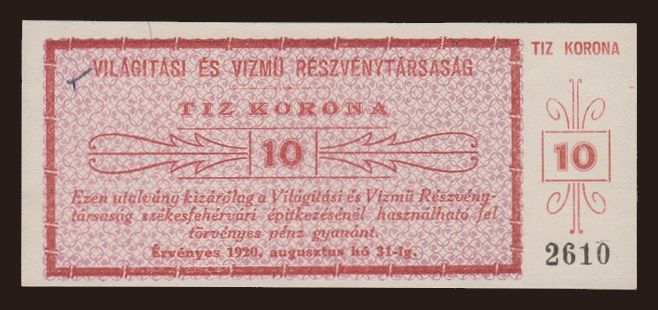 VILÁGITÁSI ÉS VIZMŰ RÉSZVÉNYTÁRSASÁG
TIZ KORONA
10
Ezen utalvány kizárólag a Világitási és Vizmű Részvény-
társaság székesfehérvári épitkezésénél használható fel
törvényes pénz gyanánt.
Érvényes 1920. augusztus hó 31-ig.
TIZ KORONA
10
2610